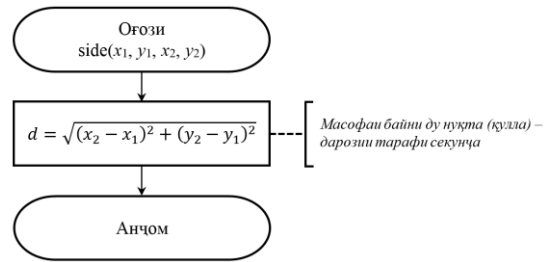 Оғози
side(x₁, y₁, x₂, y₂)
d = √(x₂ − x₁)² + (y₂ − y₁)²
Масофаи байни ду нуқта (қулла) –
дарозии тарафи секунҷа
Анҷом